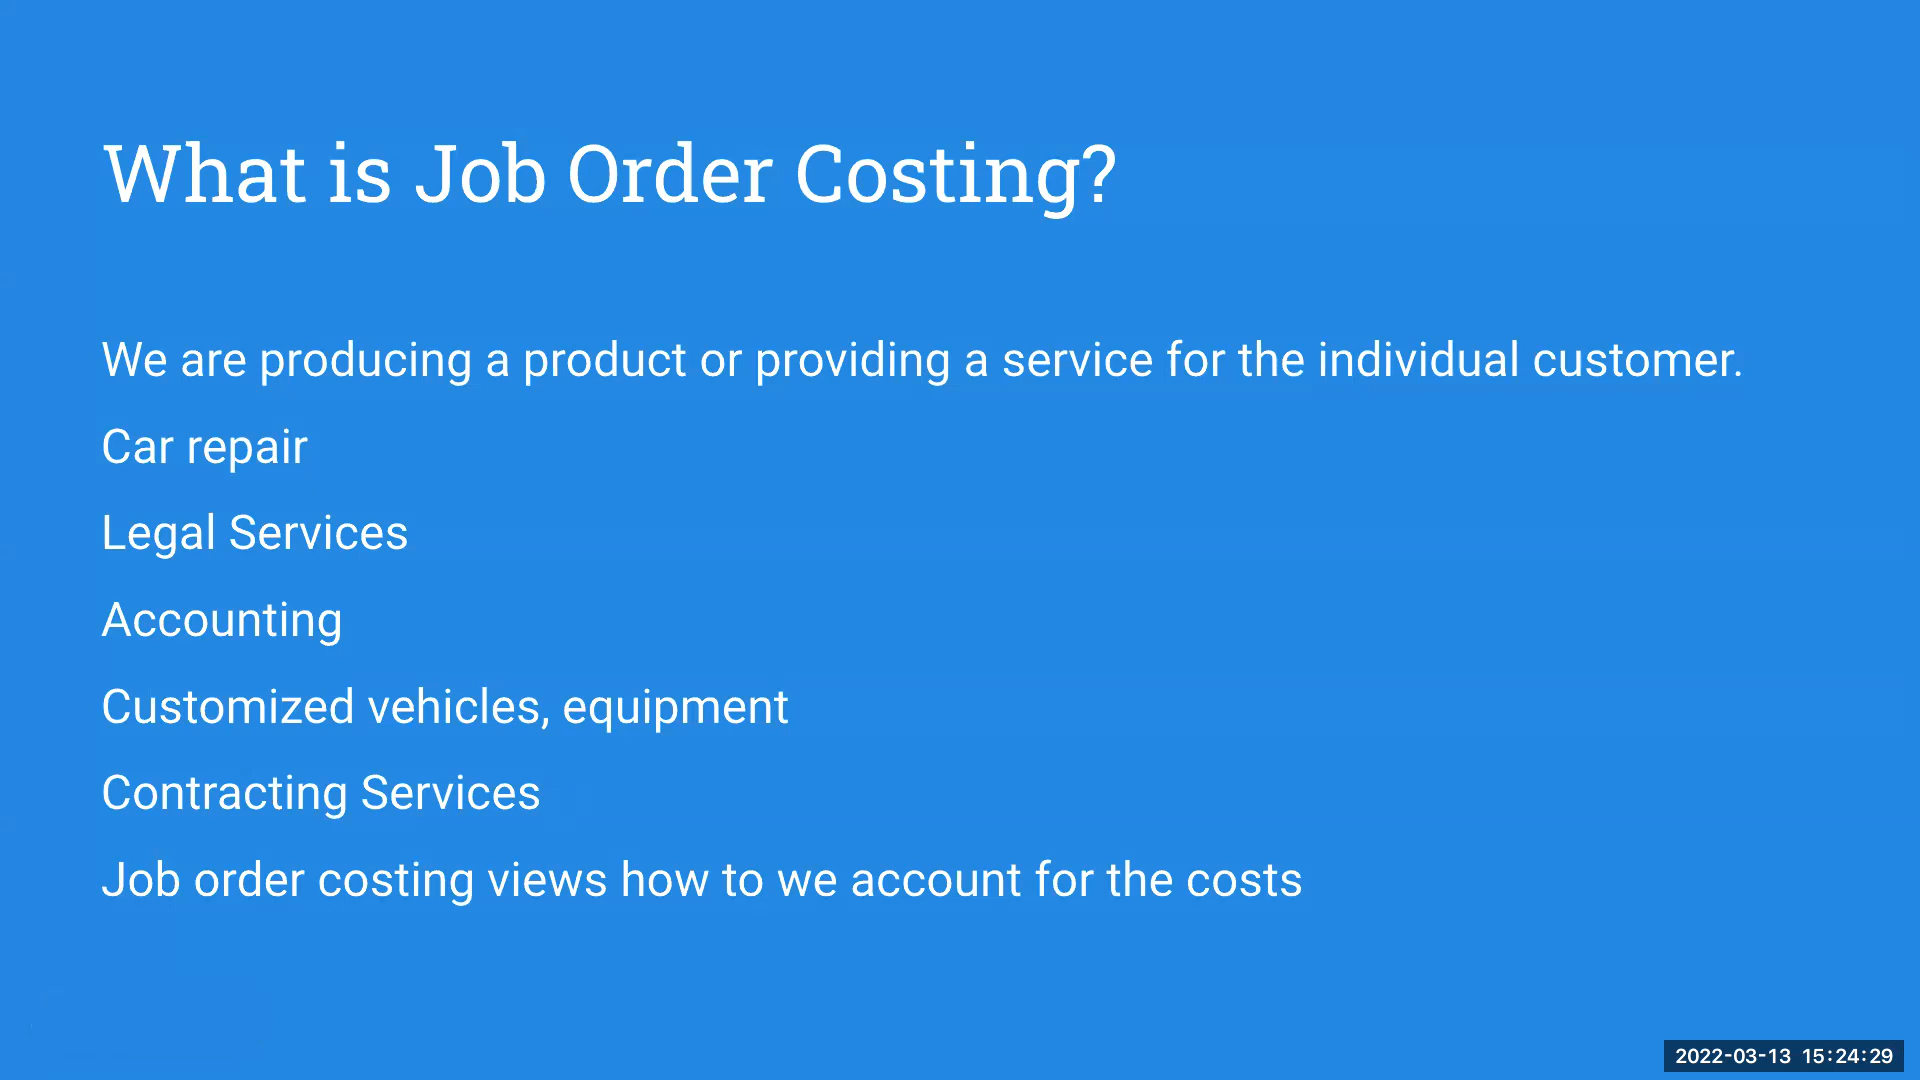 What is Job Order Costing?
We are producing a product or providing a service for the individual customer.
Car repair
Legal Services
Accounting
Customized vehicles, equipment
Contracting Services
Job order costing views how to we account for the costs
2022-03-13 15:24:29